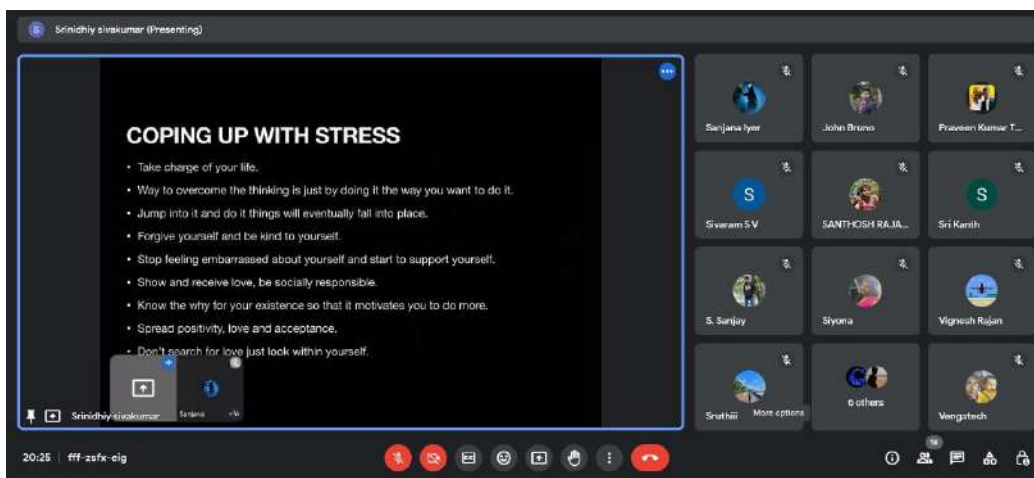 S
Srinidhiy sivakumar (Presenting)
COPING UP WITH STRESS
• Take charge of your life.
• Way to overcome the thinking is just by doing it the way you want to do it.
• Jump into it and do it things will eventually fall into place.
• Forgive yourself and be kind to yourself.
• Stop feeling embarrassed about yourself and start to support yourself.
• Show and receive love, be socially responsible.
• Know the why for your existence so that it motivates you to do more.
• Spread positivity, love and acceptance.
• Don't search for love just look within yourself.
Srinidhiy sivakumar
Sanjana
Sanjana Iyer
John Bruno
Praveen Kumar T...
S
Sivaram S V
SANTHOSH RAJA...
S
Sri Kanth
S. Sanjay
Siyona
Vignesh Rajan
Sruthiii
More options
6 others
Vengatesh
20:25 | fff-zsfx-eig